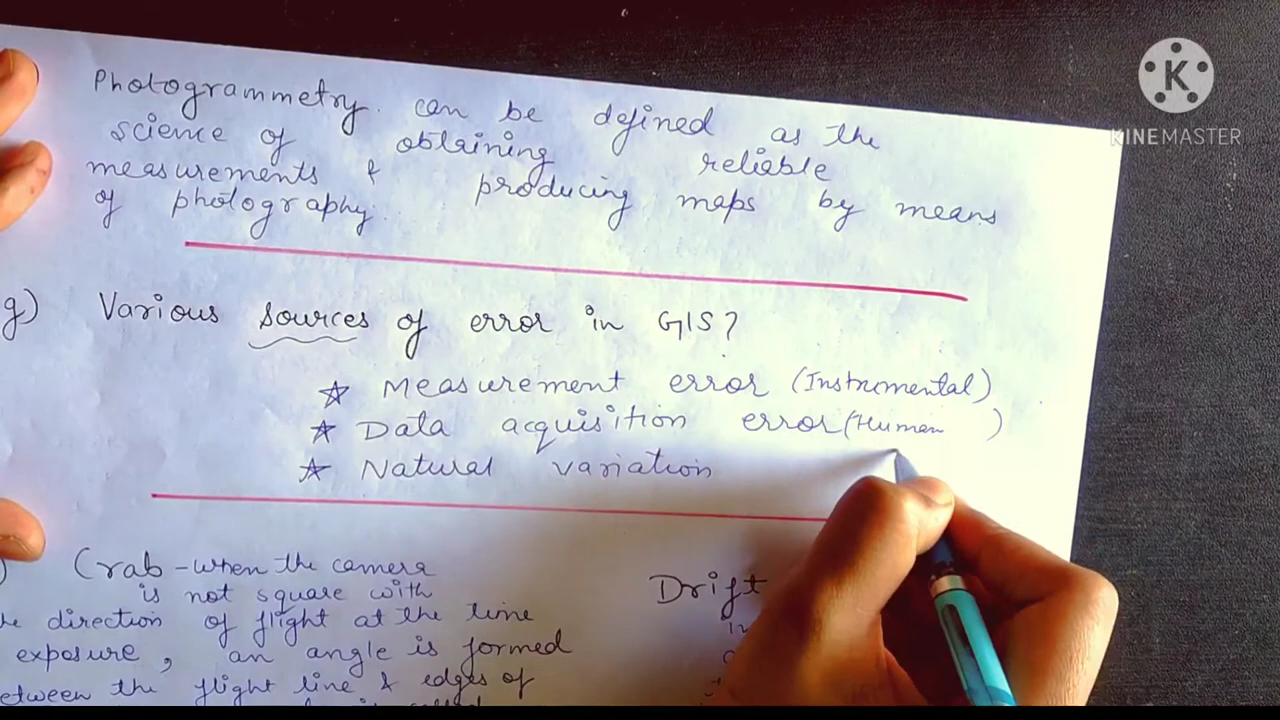 Photogrammetry. can be defined as the
science of obtaining reliable
measurements & producing maps by means
of photography.
g) Various sources of error in GIS?
☆ Measurement error (Instrumental)
☆ Data acquisition error (Human )
☆ Natural variation
) Crab - when the camera
is not square with
the direction of flight at the time
exposure, an angle is formed
between the flight line & edges of
Drift
K
KINEMASTER